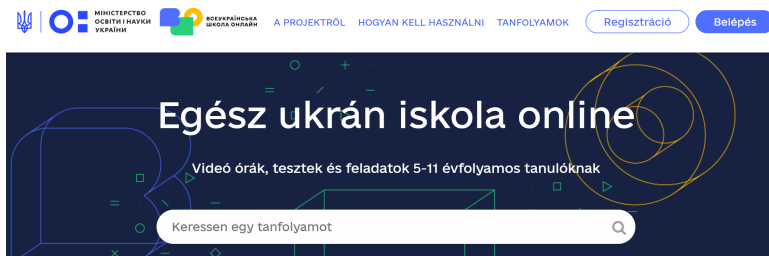 МІНІСТЕРСТВО
ОСВІТИ І НАУКИ
УКРАЇНИ
ВСЕУКРАЇНСЬКА
ШКОЛА ОНЛАЙН
A PROJEKTRŐL HOGYAN KELL HASZNÁLNI TANFOLYAMOK Regisztráció Belépés
Egész ukrán iskola online
Videó órák, tesztek és feladatok 5-11 évfolyamos tanulóknak
Keressen egy tanfolyamot